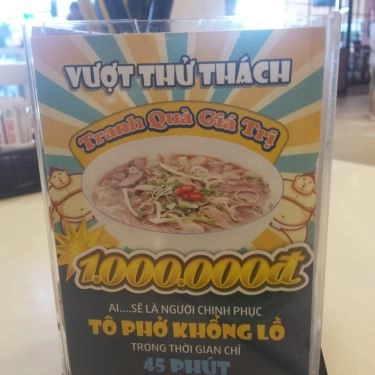 VƯỢT THỬ THÁCH
Tranh Quà Giá Trị
1.000.000đ
AI....SẼ LÀ NGƯỜI CHINH PHỤC
TÔ PHỞ KHỔNG LỒ
TRONG THỜI GIAN CHỈ
45 PHÚT